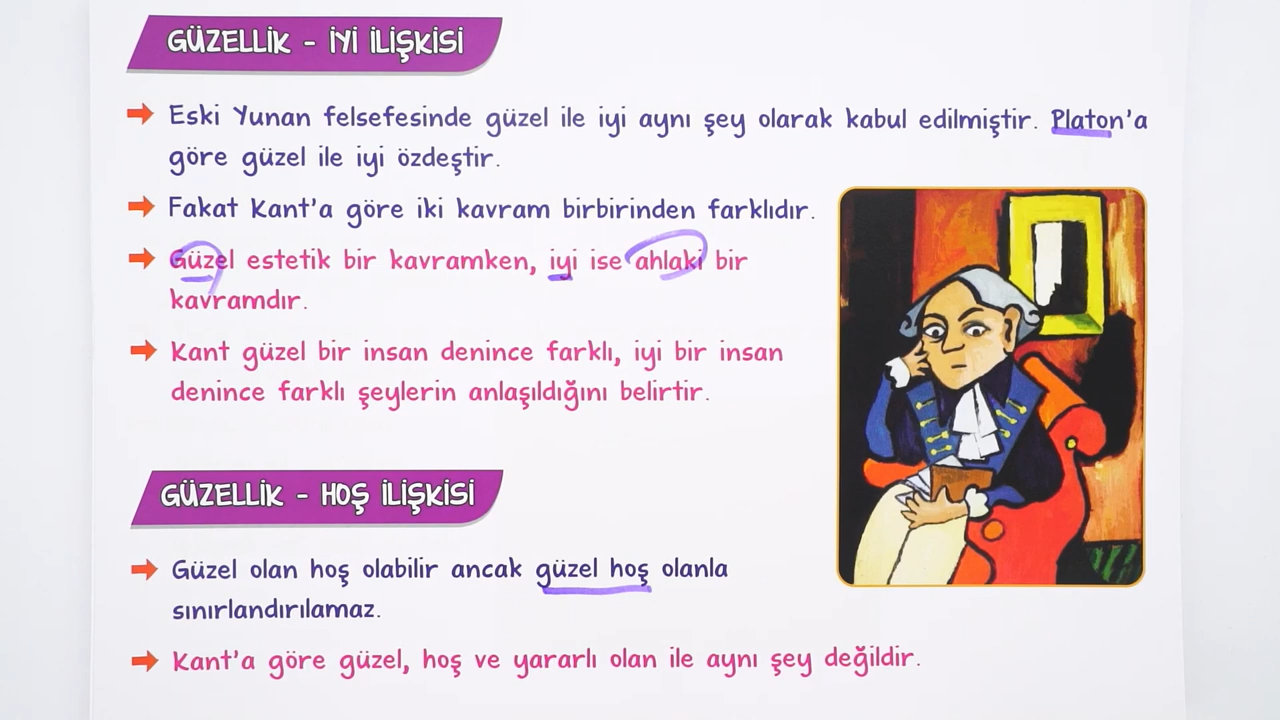 GÜZELLİK - İYİ İLİŞKİSİ
Eski Yunan felsefesinde güzel ile iyi aynı şey olarak kabul edilmiştir. Platon'a
göre güzel ile iyi özdeştir.
Fakat Kant'a göre iki kavram birbirinden farklıdır.
Güzel estetik bir kavramken, iyi ise ahlaki bir
kavramdır.
Kant güzel bir insan denince farklı, iyi bir insan
denince farklı şeylerin anlaşıldığını belirtir.
GÜZELLİK - HOŞ İLİŞKİSİ
Güzel olan hoş olabilir ancak güzel hoş olanla
sınırlandırılamaz.
Kant'a göre güzel, hoş ve yararlı olan ile aynı şey değildir.